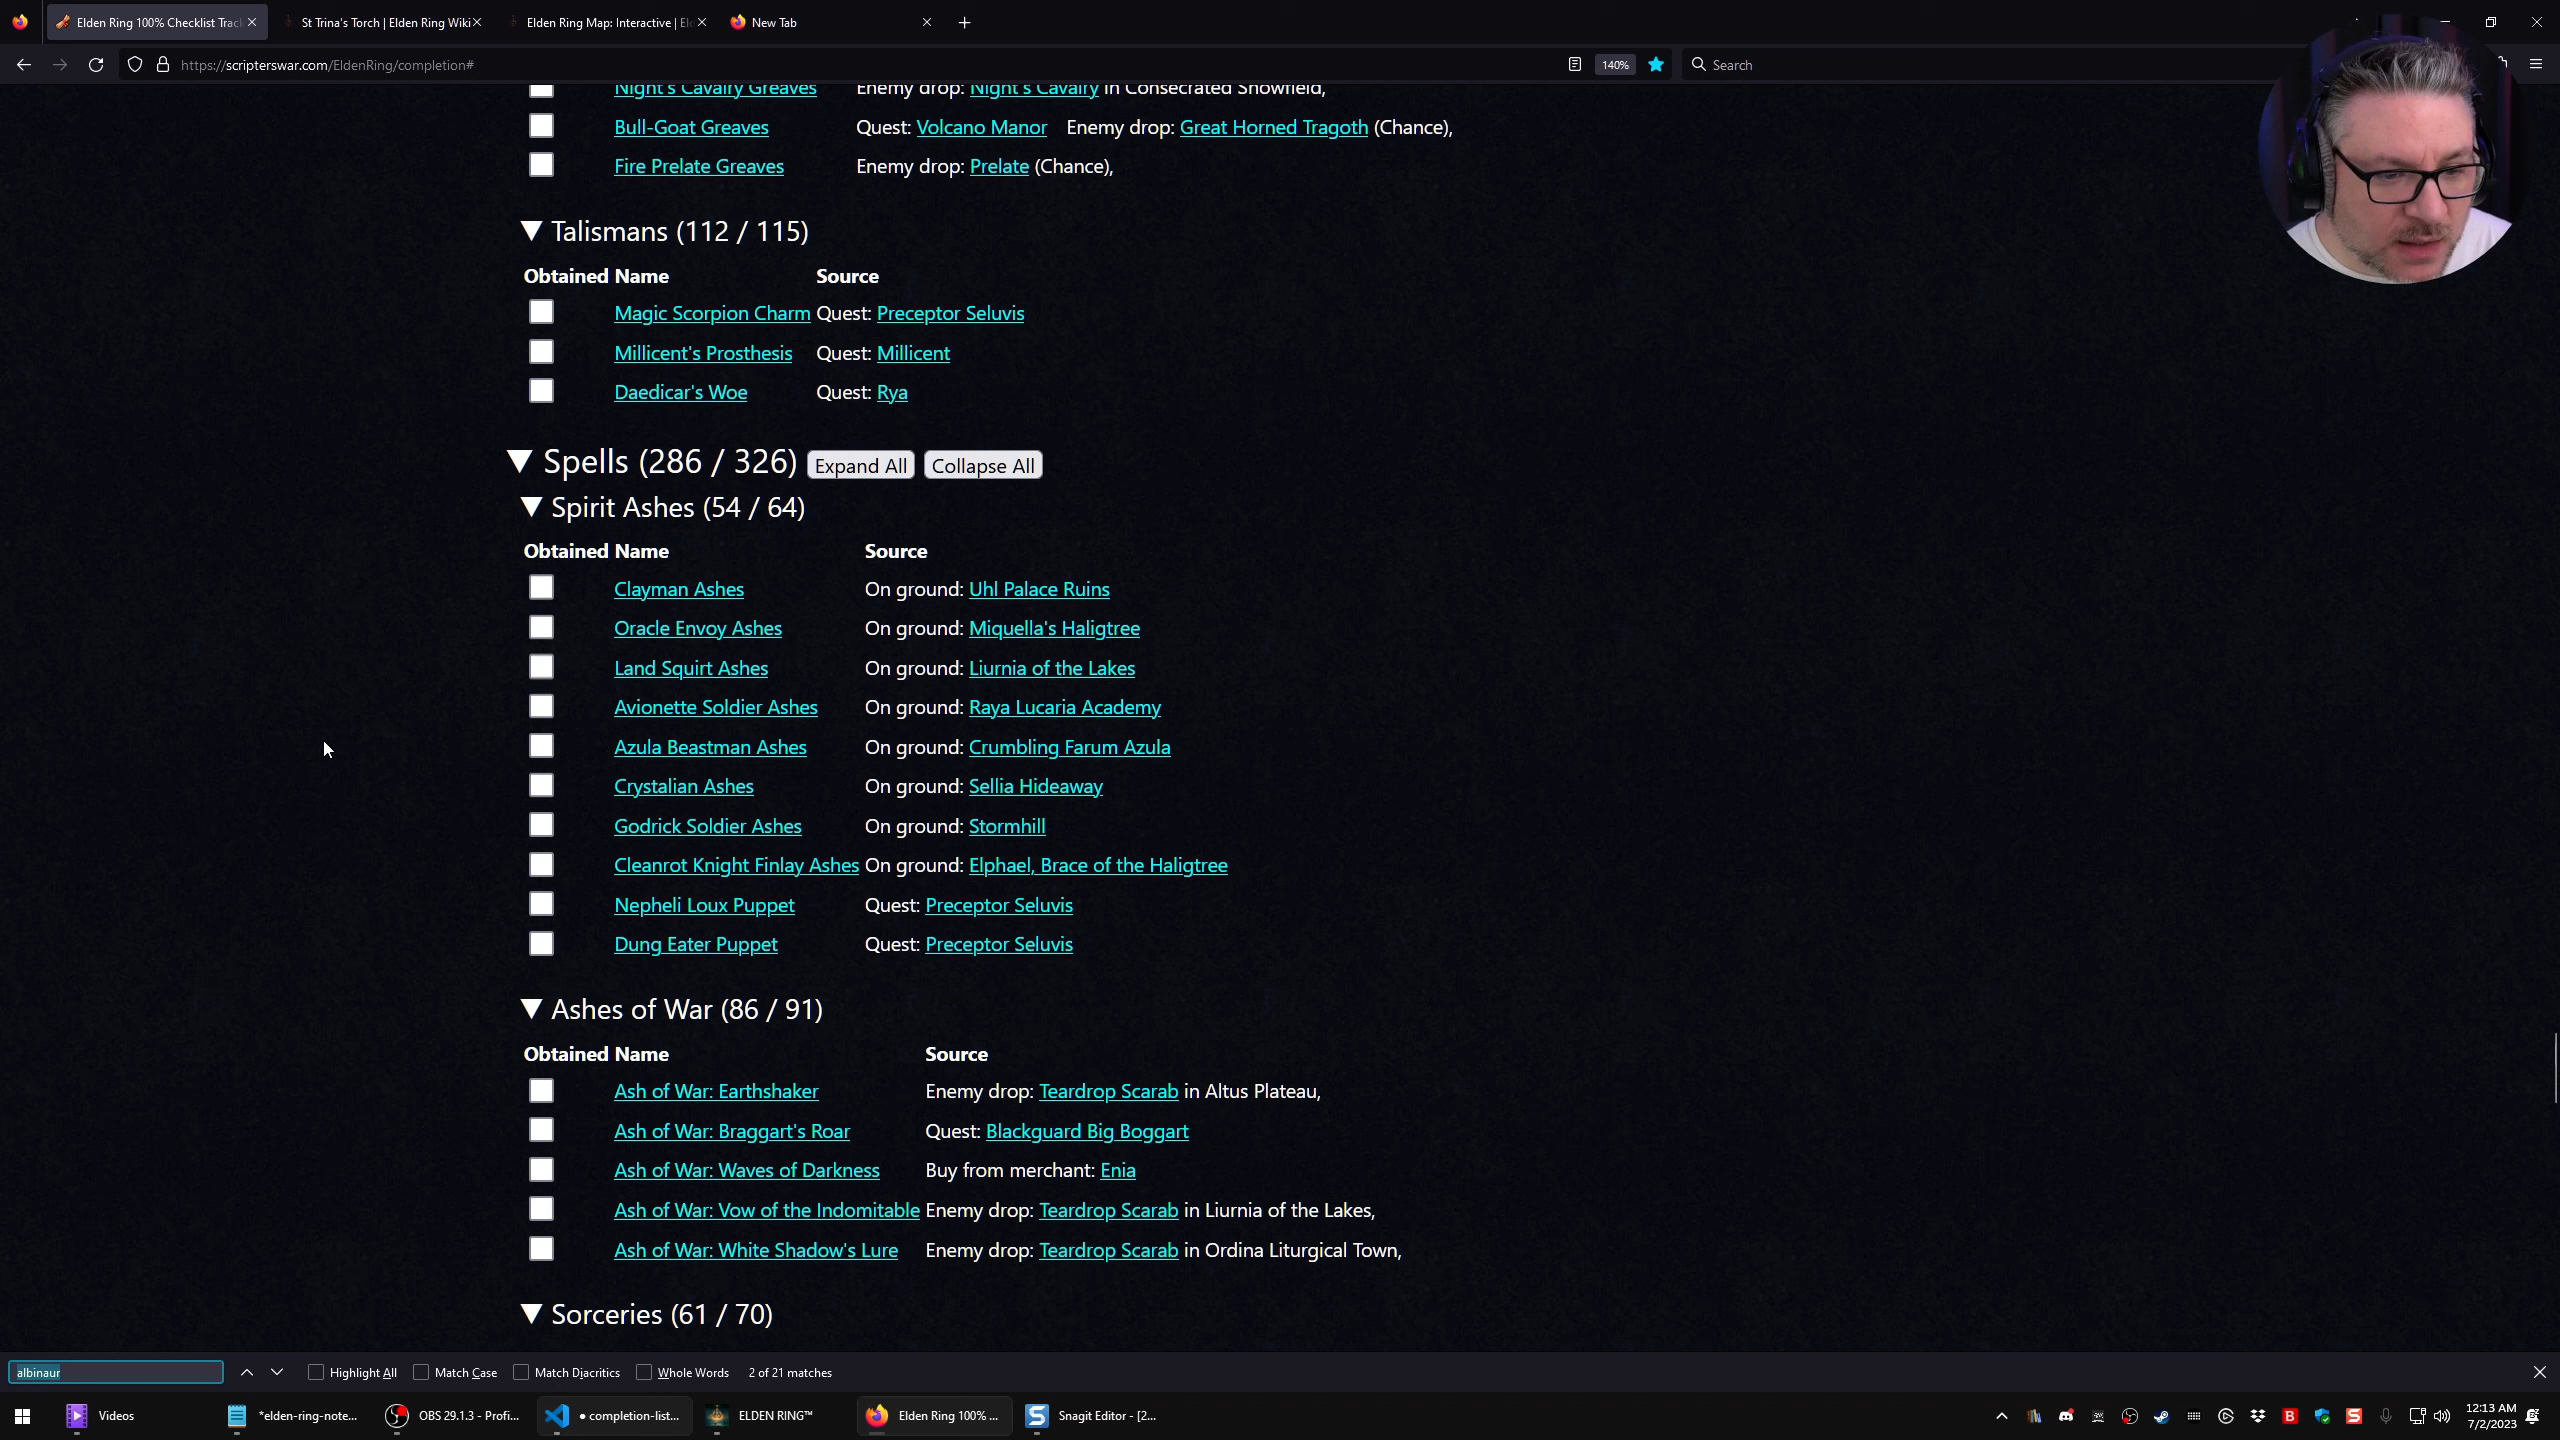 Elden Ring 100% Checklist Trac
St Trina's Torch | Elden Ring Wiki
Elden Ring Map: Interactive | El
New Tab
https://scripterswar.com/EldenRing/completion#
140%
Search
Night's Cavalry Greaves Enemy drop: Night's Cavalry in Consecrated Snowfield,
Bull-Goat Greaves Quest: Volcano Manor Enemy drop: Great Horned Tragoth (Chance),
Fire Prelate Greaves Enemy drop: Prelate (Chance),
Talismans (112 / 115)
Obtained Name Source
Magic Scorpion Charm Quest: Preceptor Seluvis
Millicent's Prosthesis Quest: Millicent
Daedicar's Woe Quest: Rya
Spells (286 / 326) Expand All Collapse All
Spirit Ashes (54 / 64)
Obtained Name Source
Clayman Ashes On ground: Uhl Palace Ruins
Oracle Envoy Ashes On ground: Miquella's Haligtree
Land Squirt Ashes On ground: Liurnia of the Lakes
Avionette Soldier Ashes On ground: Raya Lucaria Academy
Azula Beastman Ashes On ground: Crumbling Farum Azula
Crystalian Ashes On ground: Sellia Hideaway
Godrick Soldier Ashes On ground: Stormhill
Cleanrot Knight Finlay Ashes On ground: Elphael, Brace of the Haligtree
Nepheli Loux Puppet Quest: Preceptor Seluvis
Dung Eater Puppet Quest: Preceptor Seluvis
Ashes of War (86 / 91)
Obtained Name Source
Ash of War: Earthshaker Enemy drop: Teardrop Scarab in Altus Plateau,
Ash of War: Braggart's Roar Quest: Blackguard Big Boggart
Ash of War: Waves of Darkness Buy from merchant: Enia
Ash of War: Vow of the Indomitable Enemy drop: Teardrop Scarab in Liurnia of the Lakes,
Ash of War: White Shadow's Lure Enemy drop: Teardrop Scarab in Ordina Liturgical Town,
Sorceries (61 / 70)
albinaur Highlight All Match Case Match Diacritics Whole Words 2 of 21 matches
Videos
*elden-ring-note...
OBS 29.1.3 - Profi...
• completion-list...
ELDEN RING™
Elden Ring 100% ...
Snagit Editor - [2...
12:13 AM
7/2/2023